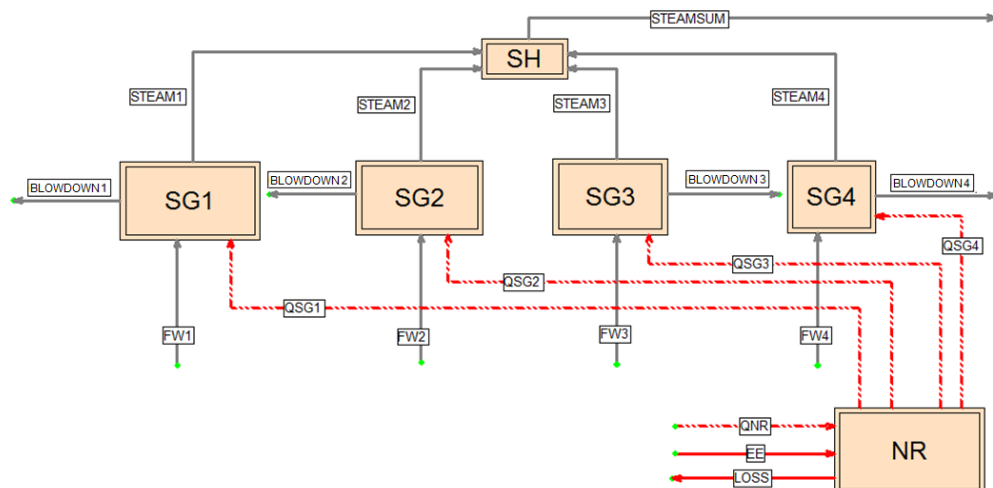 STEAMSUM
SH
STEAM1
STEAM2
STEAM3
STEAM4
BLOWDOWN1
SG1
BLOWDOWN2
SG2
SG3
BLOWDOWN3
SG4
BLOWDOWN4
QSG4
QSG3
QSG2
QSG1
FW1
FW2
FW3
FW4
QNR
EE
LOSS
NR